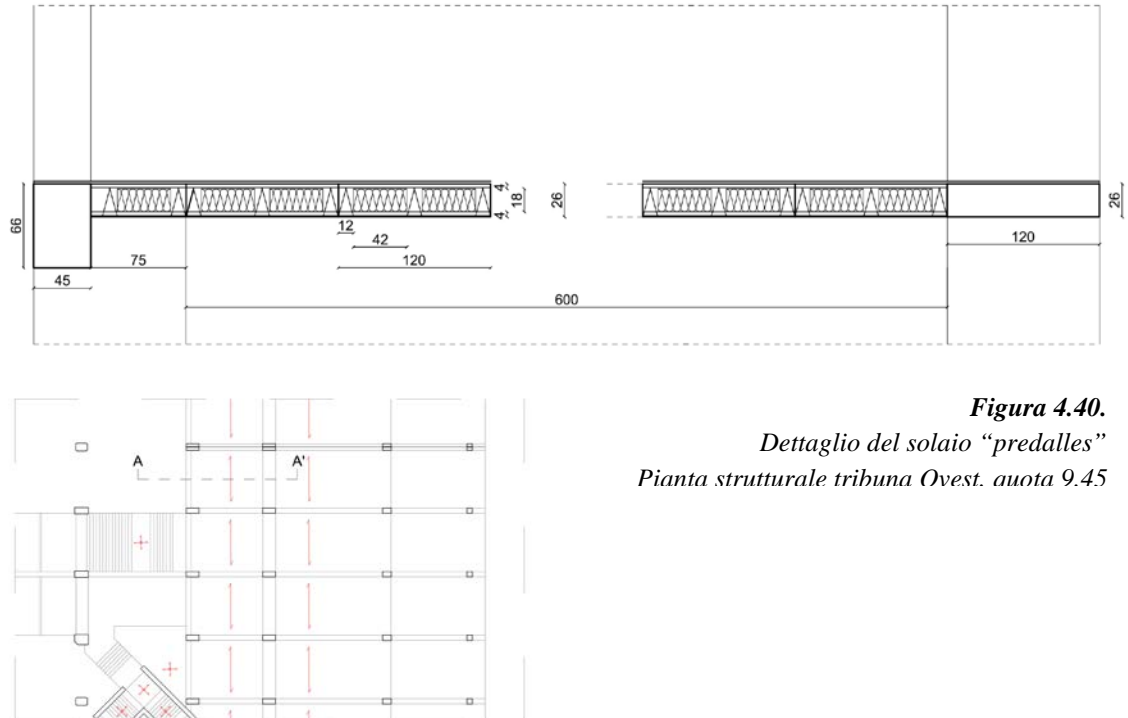 4
18
4
26
26
66
12
42
75
120
120
45
600
Figura 4.40.
Dettaglio del solaio “predalles”
Pianta strutturale tribuna Ovest, quota 9.45
A
A'